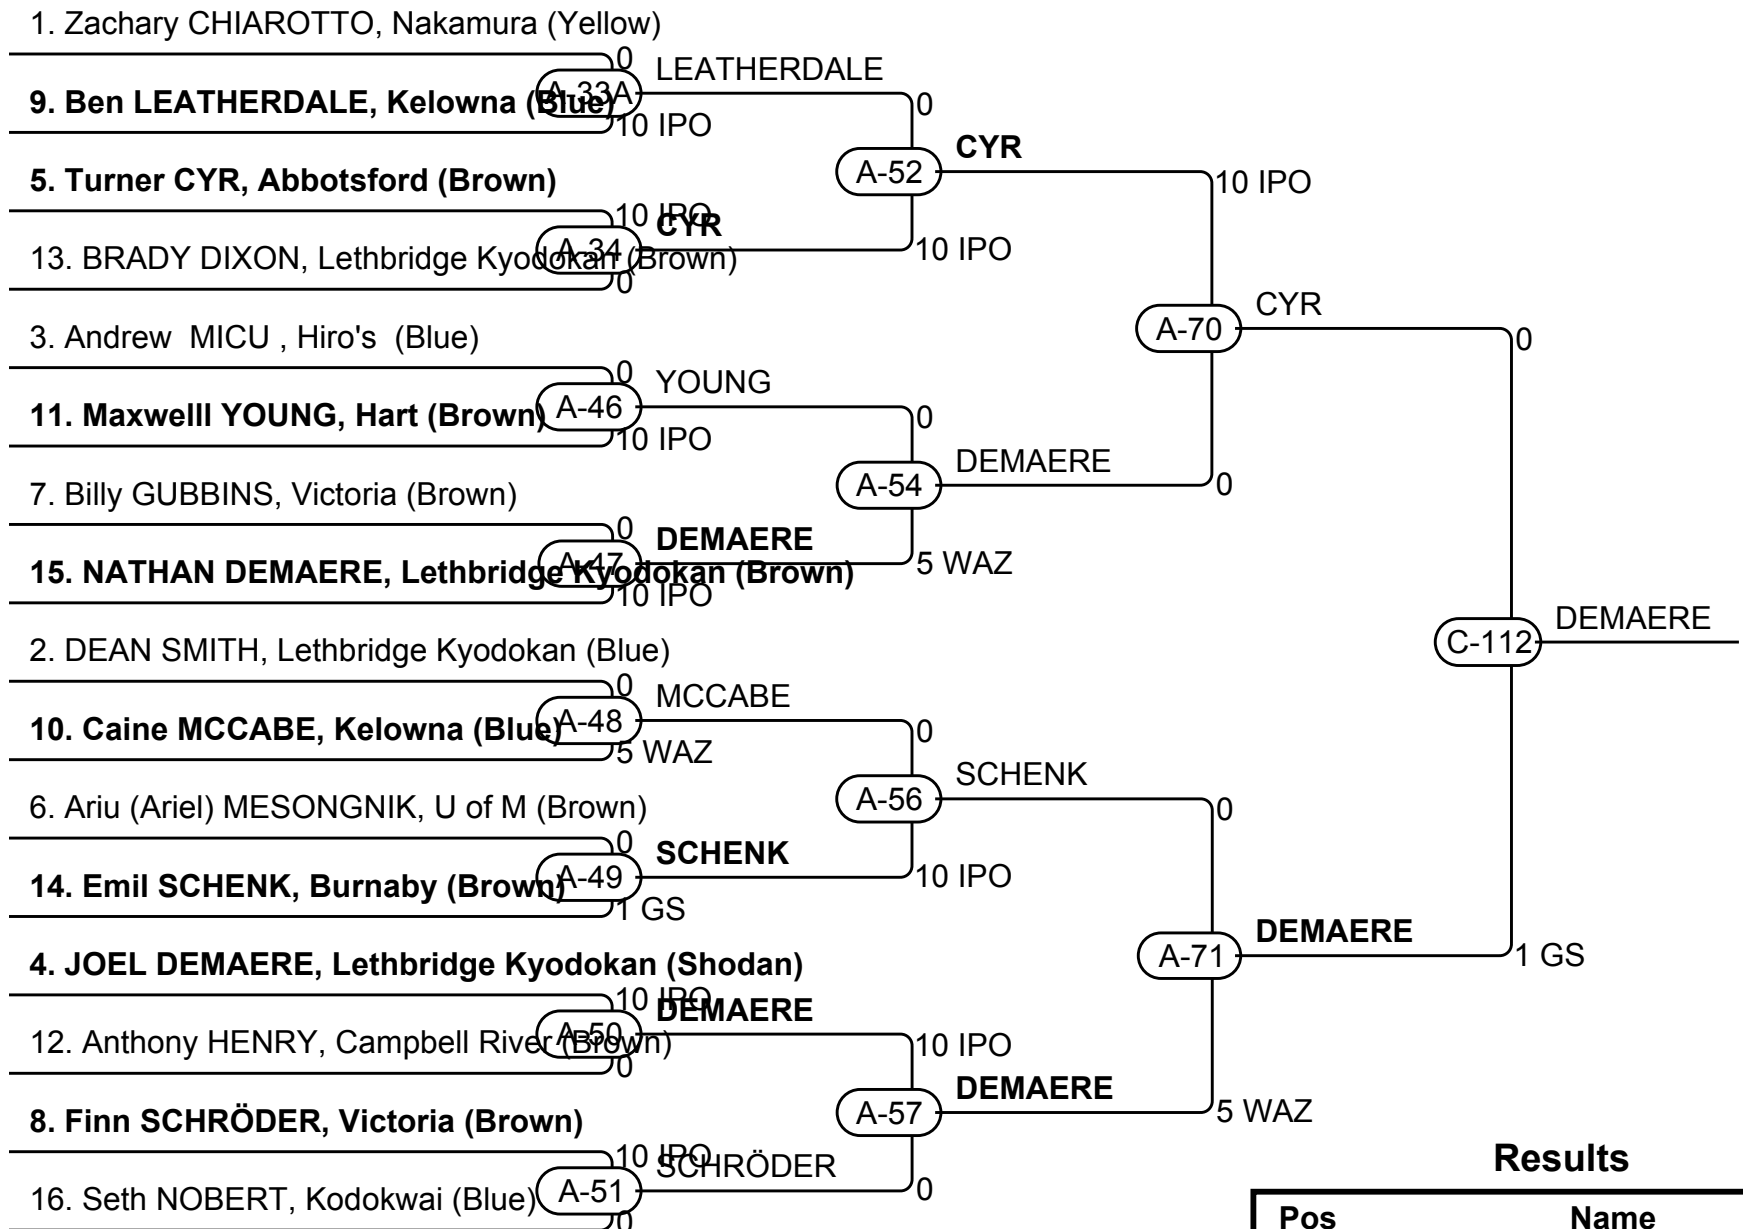 1. Zachary CHIAROTTO, Nakamura (Yellow)
0
A-33A
LEATHERDALE
9. Ben LEATHERDALE, Kelowna (Blue)
10 IPO
0
A-52
CYR
5. Turner CYR, Abbotsford (Brown)
10 IPO
A-34
CYR
10 IPO
13. BRADY DIXON, Lethbridge Kyodokan (Brown)
0
10 IPO
A-70
CYR
3. Andrew  MICU , Hiro's  (Blue)
0
A-46
YOUNG
11. Maxwelll YOUNG, Hart (Brown)
10 IPO
0
A-54
DEMAERE
0
7. Billy GUBBINS, Victoria (Brown)
0
A-47
DEMAERE
5 WAZ
15. NATHAN DEMAERE, Lethbridge Kyodokan (Brown)
10 IPO
0
C-112
DEMAERE
2. DEAN SMITH, Lethbridge Kyodokan (Blue)
0
A-48
MCCABE
10. Caine MCCABE, Kelowna (Blue)
5 WAZ
0
A-56
SCHENK
0
6. Ariu (Ariel) MESONGNIK, U of M (Brown)
0
A-49
SCHENK
10 IPO
14. Emil SCHENK, Burnaby (Brown)
1 GS
A-71
DEMAERE
1 GS
4. JOEL DEMAERE, Lethbridge Kyodokan (Shodan)
10 IPO
A-50
DEMAERE
12. Anthony HENRY, Campbell River (Brown)
0
10 IPO
A-57
DEMAERE
5 WAZ
8. Finn SCHRÖDER, Victoria (Brown)
10 IPO
A-51
SCHRÖDER
0
16. Seth NOBERT, Kodokwai (Blue)
0
Results
Pos Name